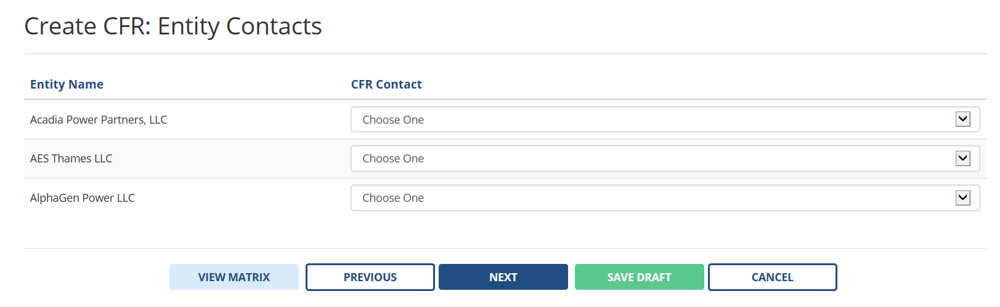 Create CFR: Entity Contacts
Entity Name CFR Contact
Acadia Power Partners, LLC Choose One
AES Thames LLC Choose One
AlphaGen Power LLC Choose One
VIEW MATRIX PREVIOUS NEXT SAVE DRAFT CANCEL